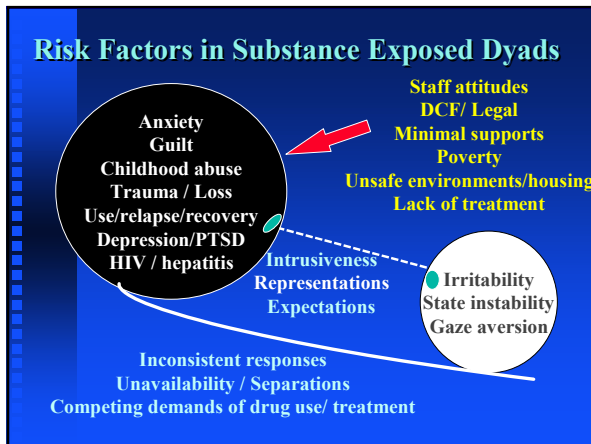 Risk Factors in Substance Exposed Dyads
Anxiety
Guilt
Childhood abuse
Trauma / Loss
Use/relapse/recovery
Depression/PTSD
HIV / hepatitis
Staff attitudes
DCF/ Legal
Minimal supports
Poverty
Unsafe environments/housing
Lack of treatment
Intrusiveness
Representations
Expectations
Irritability
State instability
Gaze aversion
Inconsistent responses
Unavailability / Separations
Competing demands of drug use/ treatment